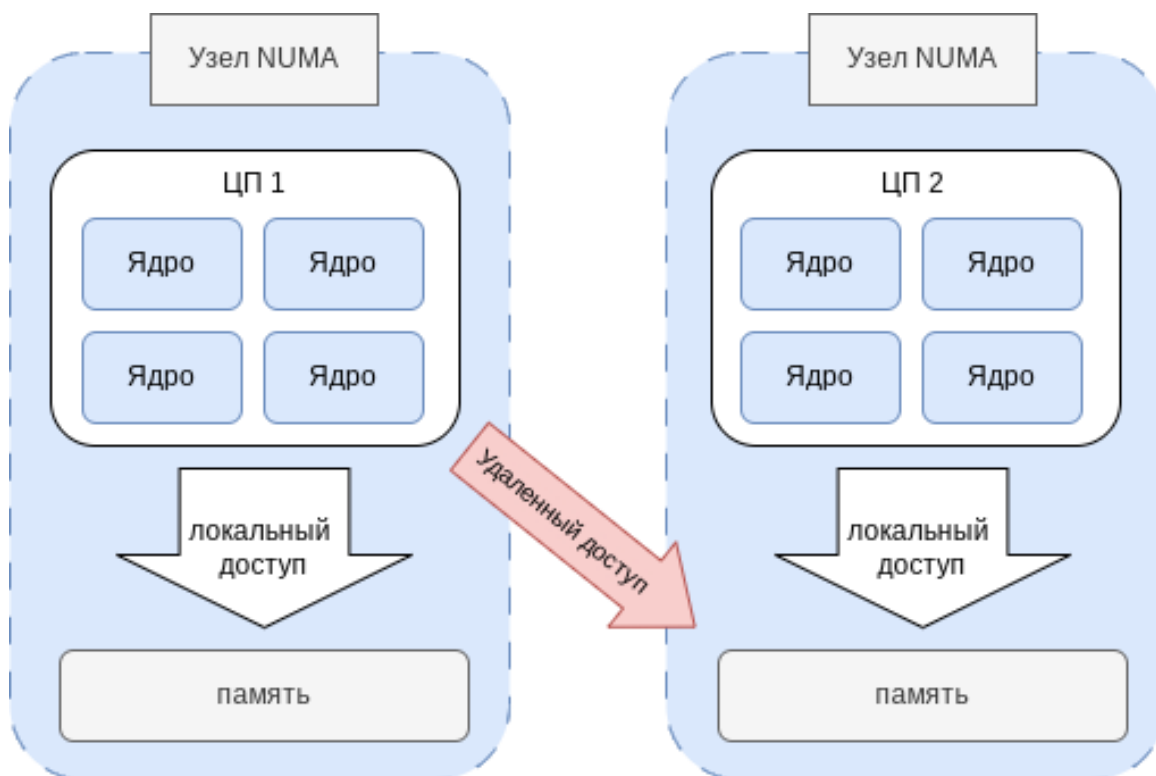 Узел NUMA
ЦП 1
Ядро
Ядро
Ядро
Ядро
локальный
доступ
память
Удаленный доступ
Узел NUMA
ЦП 2
Ядро
Ядро
Ядро
Ядро
локальный
доступ
память